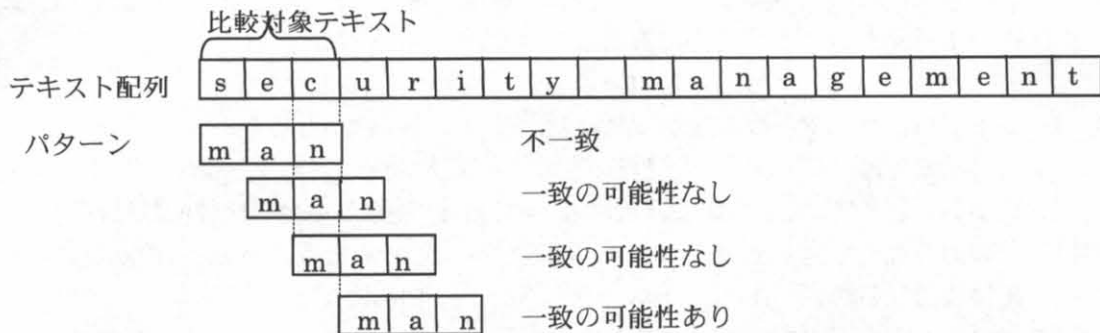 比較対象テキスト
テキスト配列 s e c u r i t y m a n a g e m e n t
パターン m a n 不一致
m a n 一致の可能性なし
m a n 一致の可能性なし
m a n 一致の可能性あり